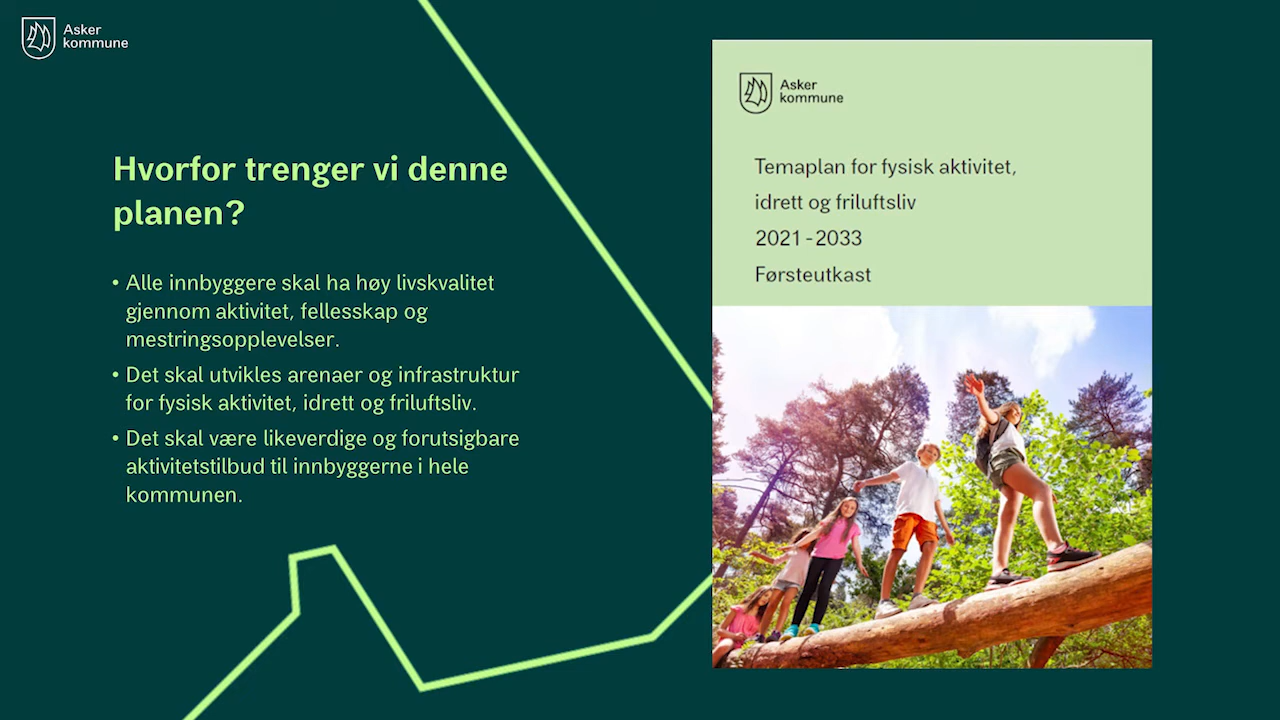 Asker
kommune
Hvorfor trenger vi denne
planen?
• Alle innbyggere skal ha høy livskvalitet
gjennom aktivitet, fellesskap og
mestringsopplevelser.
• Det skal utvikles arenaer og infrastruktur
for fysisk aktivitet, idrett og friluftsliv.
• Det skal være likeverdige og forutsigbare
aktivitetstilbud til innbyggerne i hele
kommunen.
Asker
kommune
Temaplan for fysisk aktivitet,
idrett og friluftsliv
2021 - 2033
Førsteutkast